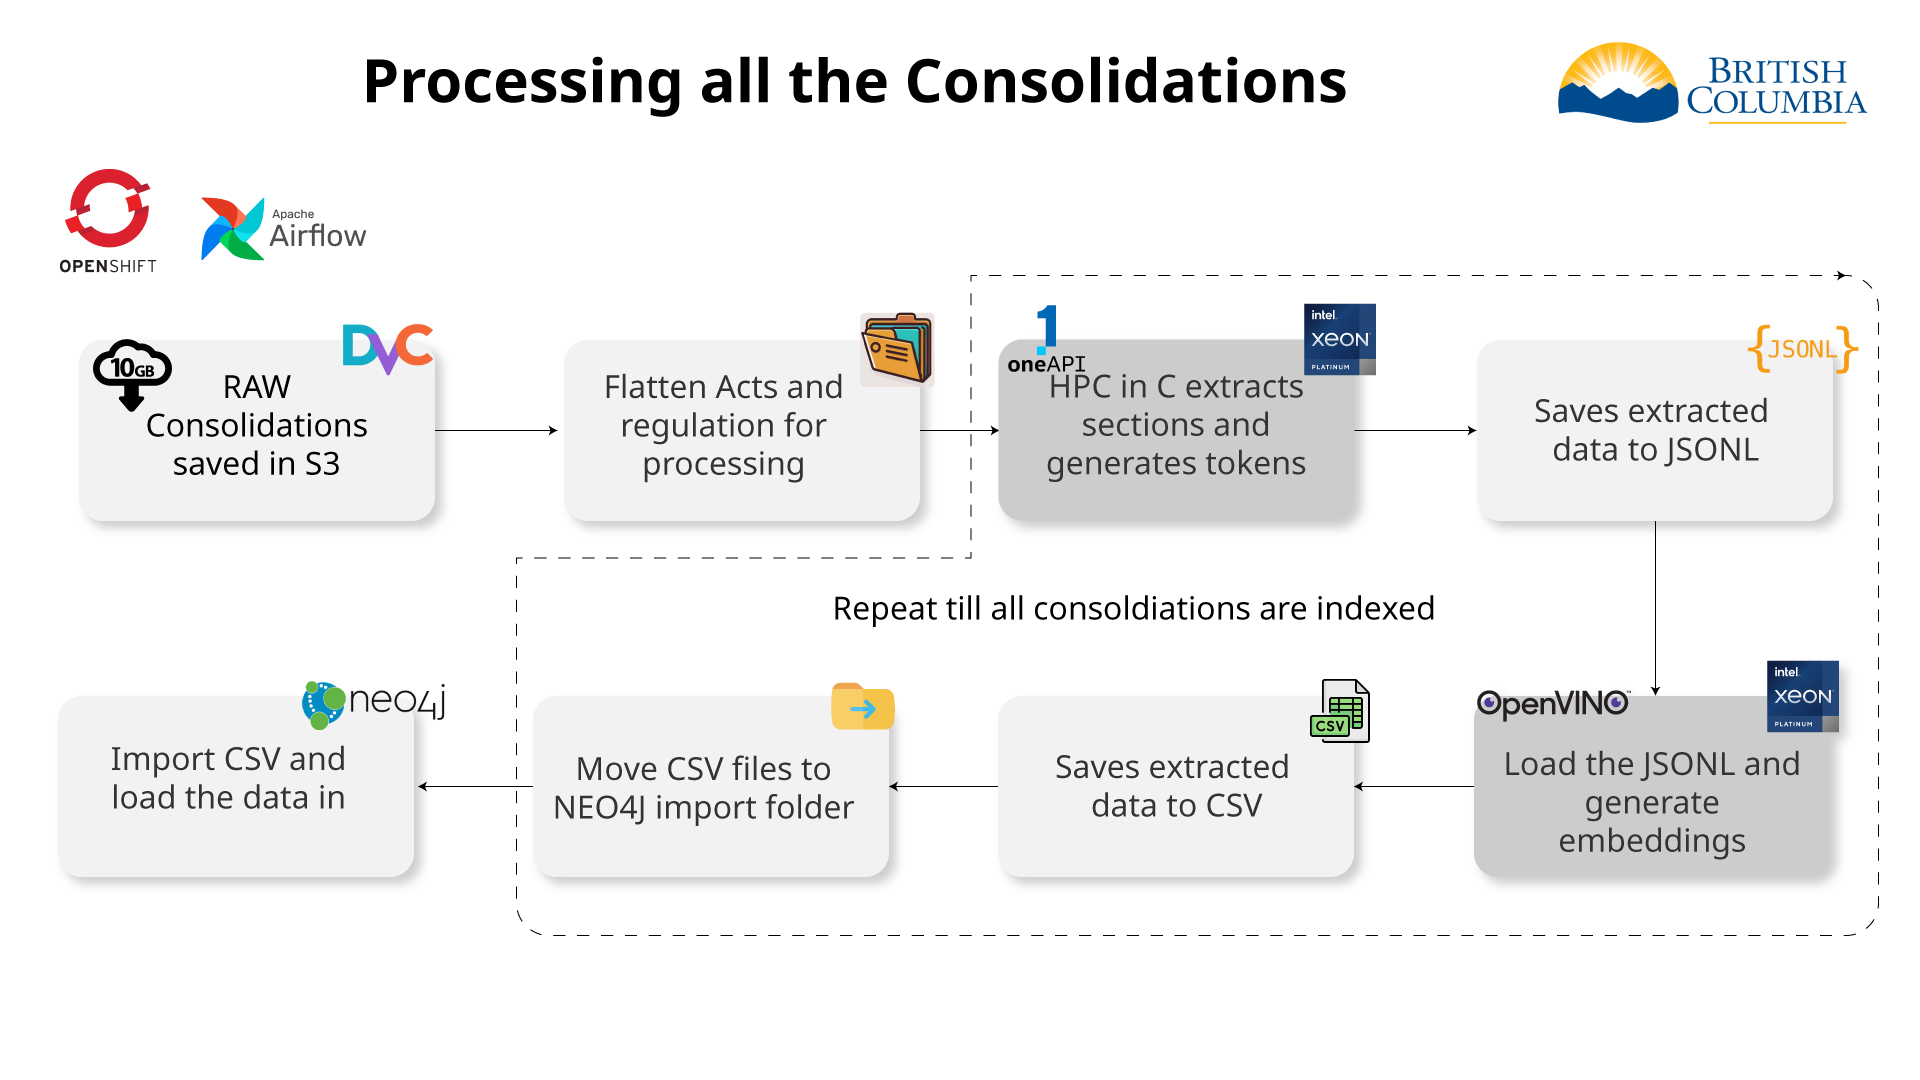 Processing all the Consolidations
BRITISH
COLUMBIA
OPENSHIFT
Apache
Airflow
10GB
DVC
RAW
Consolidations
saved in S3
Flatten Acts and
regulation for
processing
oneAPI
intel.
xeon
PLATINUM
HPC in C extracts
sections and
generates tokens
{JSONL}
Saves extracted
data to JSONL
Repeat till all consoldiations are indexed
neo4j
Import CSV and
load the data in
Move CSV files to
NEO4J import folder
CSV
Saves extracted
data to CSV
OpenVINO™
intel.
xeon
PLATINUM
Load the JSONL and
generate
embeddings